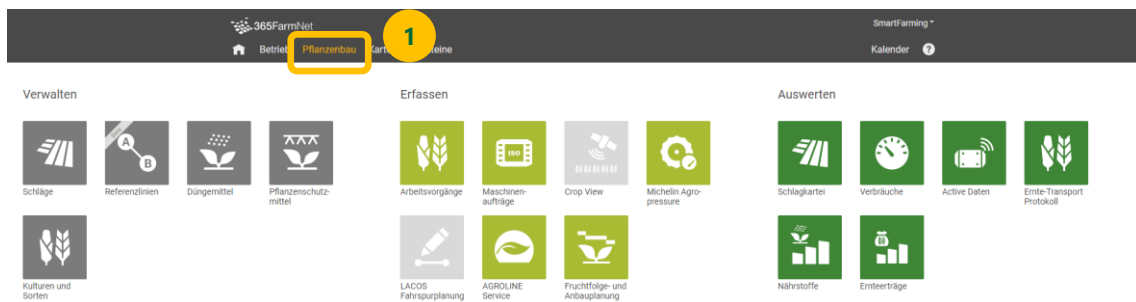 365FarmNet
SmartFarming
Betrieb Pflanzenbau
1
Kalender ?
Verwalten
Erfassen
Auswerten
A
B
ISO
Schläge
Referenzlinien
Düngemittel
Pflanzenschutz-
mittel
Arbeitsvorgänge
Maschinen-
aufträge
Crop View
Michelin Agro-
pressure
Schlagkartei
Verbräuche
Active Daten
Ernte-Transport
Protokoll
Kulturen und
Sorten
LACOS
Fahrspurplanung
AGROLINE
Service
Fruchtfolge- und
Anbauplanung
Nährstoffe
Ernteerträge